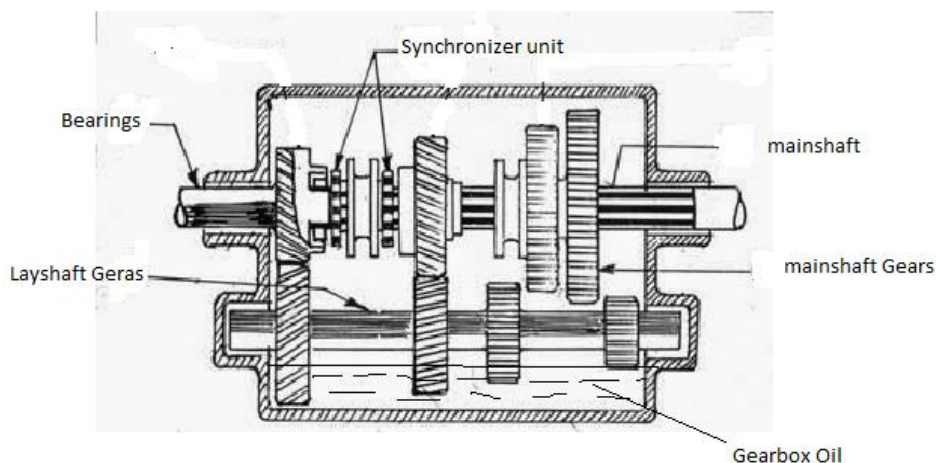 Synchronizer unit
Bearings
mainshaft
Layshaft Geras
mainshaft Gears
Gearbox Oil